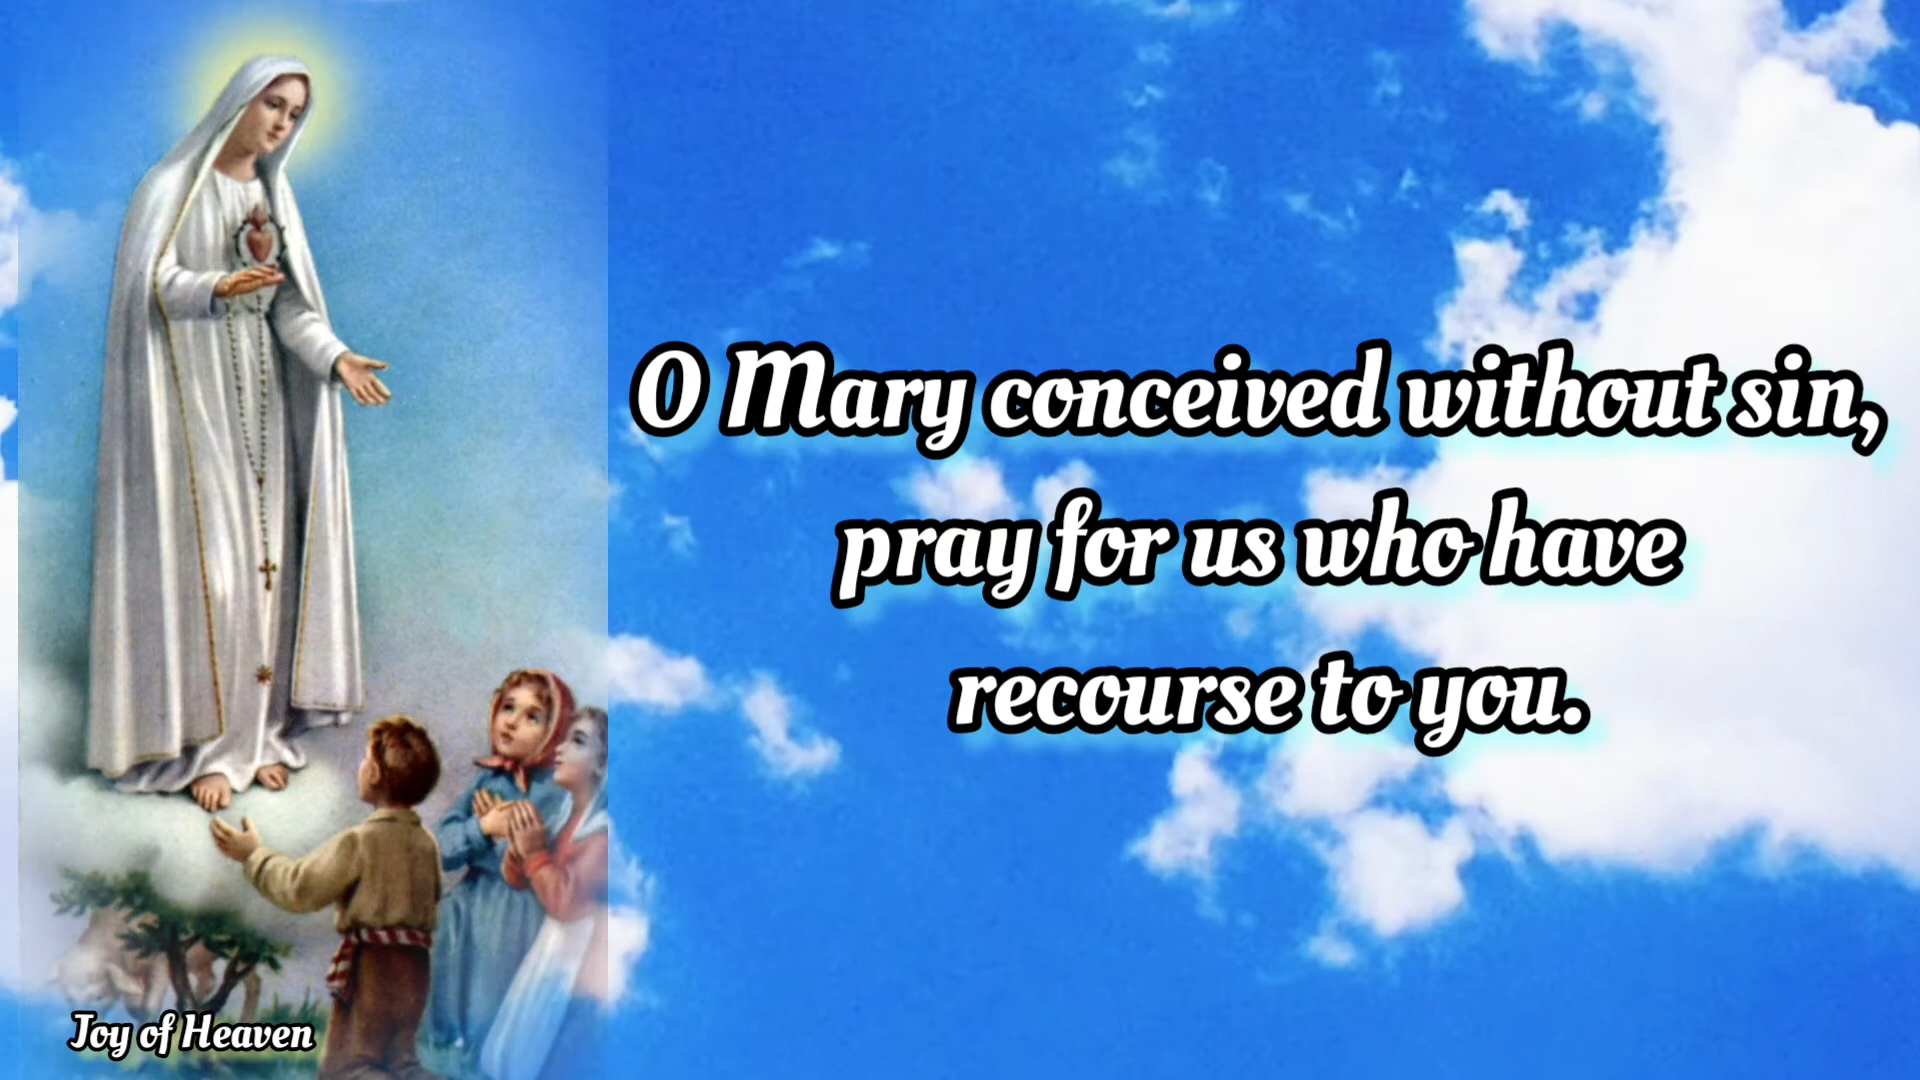 O Mary conceived without sin,
pray for us who have
recourse to you.
Joy of Heaven